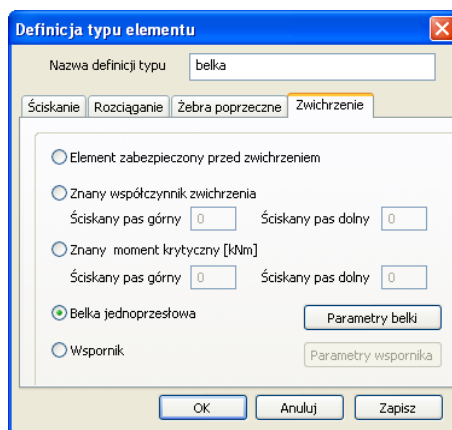 Definicja typu elementu
Nazwa definicji typu belka
Ściskanie Rozciąganie Żebra poprzeczne Zwichrzenie
Element zabezpieczony przed zwichrzeniem
Znany współczynnik zwichrzenia
Ściskany pas górny 0 Ściskany pas dolny 0
Znany moment krytyczny [kNm]
Ściskany pas górny 0 Ściskany pas dolny 0
Belka jednoprzesłowa Parametry belki
Wspornik Parametry wspornika
OK Anuluj Zapisz